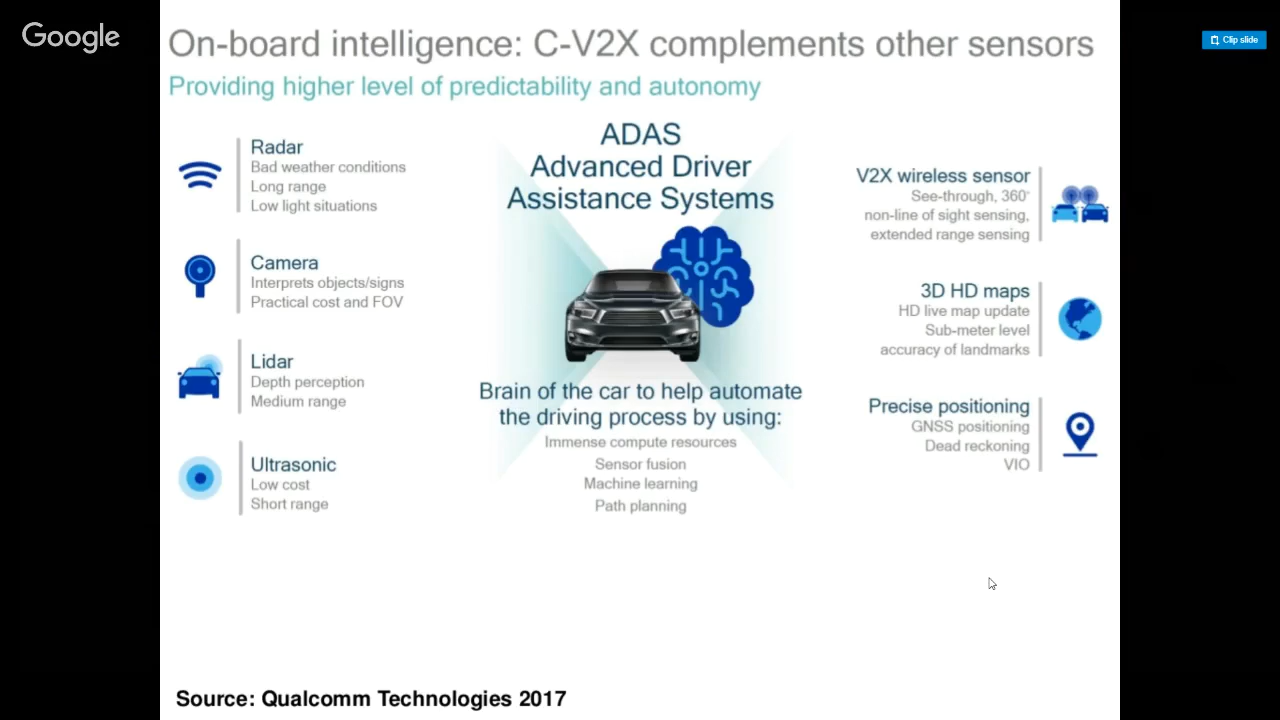 Google
Clip slide
On-board intelligence: C-V2X complements other sensors
Providing higher level of predictability and autonomy
Radar
Bad weather conditions
Long range
Low light situations
Camera
Interprets objects/signs
Practical cost and FOV
Lidar
Depth perception
Medium range
Ultrasonic
Low cost
Short range
ADAS
Advanced Driver
Assistance Systems
Brain of the car to help automate
the driving process by using:
Immense compute resources
Sensor fusion
Machine learning
Path planning
V2X wireless sensor
See-through, 360°
non-line of sight sensing,
extended range sensing
3D HD maps
HD live map update
Sub-meter level
accuracy of landmarks
Precise positioning
GNSS positioning
Dead reckoning
VIO
Source: Qualcomm Technologies 2017